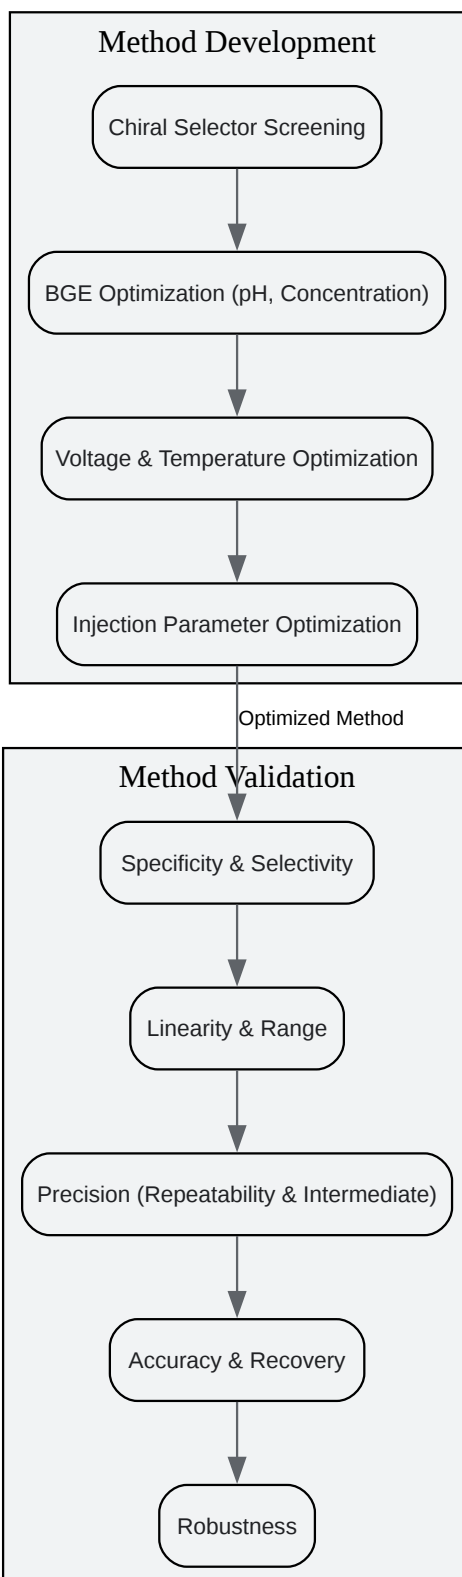 Method Development
Chiral Selector Screening
BGE Optimization (pH, Concentration)
Voltage & Temperature Optimization
Injection Parameter Optimization
Optimized Method
Method Validation
Specificity & Selectivity
Linearity & Range
Precision (Repeatability & Intermediate)
Accuracy & Recovery
Robustness